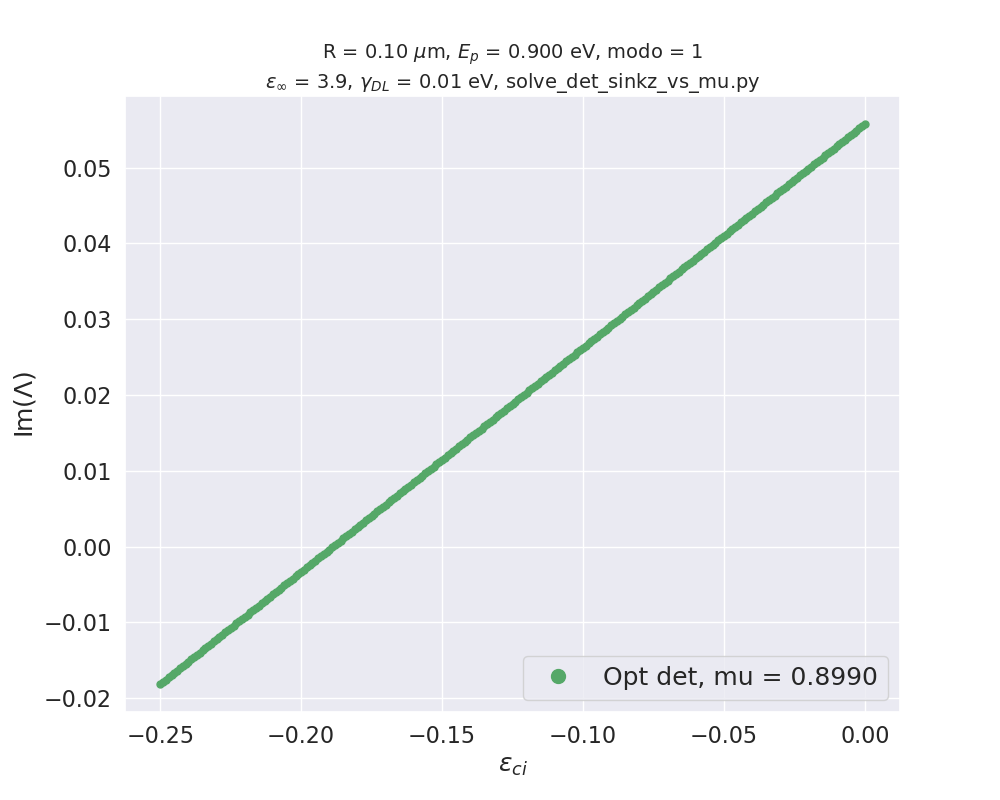 R = 0.10 μm, E_p = 0.900 eV, modo = 1
ε_∞ = 3.9, γ_DL = 0.01 eV, solve_det_sinkz_vs_mu.py
0.05
0.04
0.03
0.02
0.01
0.00
−0.01
−0.02
Im(Λ)
Opt det, mu = 0.8990
−0.25
−0.20
−0.15
−0.10
−0.05
0.00
ε_ci